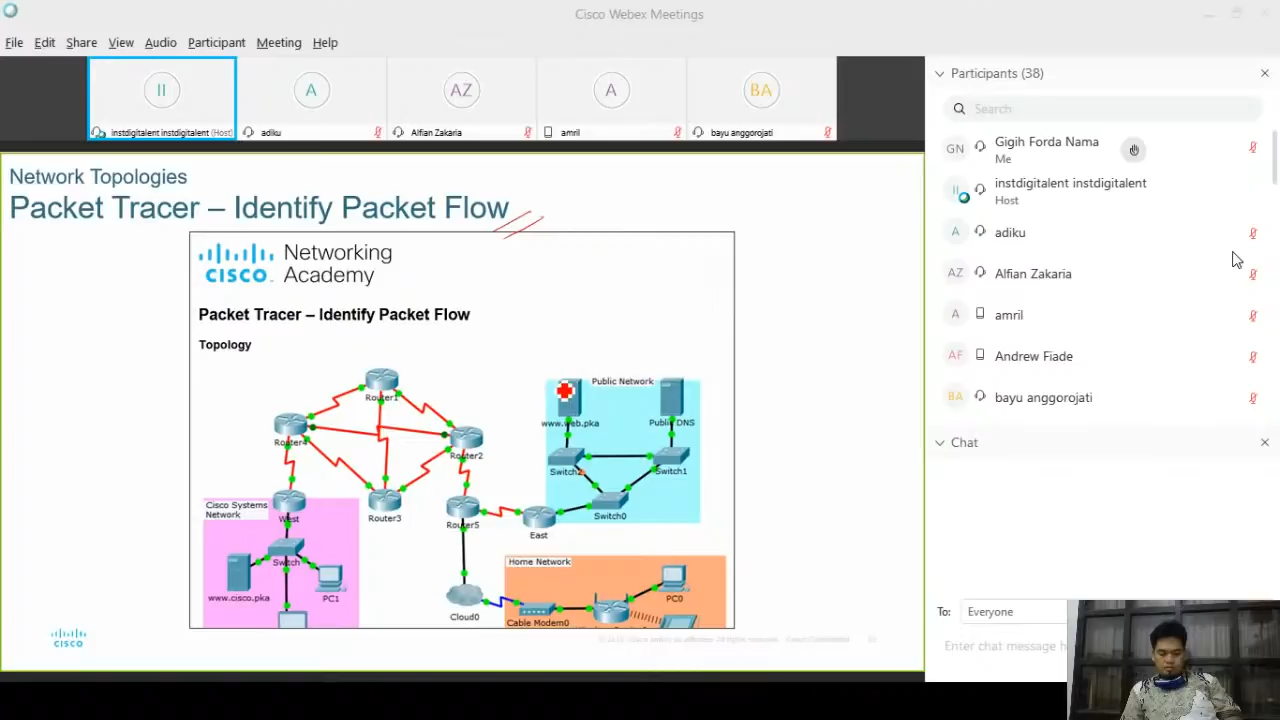 Cisco Webex Meetings
File Edit Share View Audio Participant Meeting Help
II A AZ A BA
instdigitalent instdigitalent (Host) adiku Alfian Zakaria amril bayu anggorojati
Network Topologies
Packet Tracer – Identify Packet Flow
CISCO Networking Academy
Packet Tracer – Identify Packet Flow
Topology
Router1
Public Network
www.web.pka Public DNS
Router4
Router2
Switch1
Cisco Systems
Network
West
Router3
Router5
Switch0
East
Switch
Home Network
www.cisco.pka
PC1
PC0
Cloud0
Cable Modem0
CISCO
Participants (38)
Search
GN Gigih Forda Nama
Me
II instdigitalent instdigitalent
Host
A adiku
AZ Alfian Zakaria
A amril
AF Andrew Fiade
BA bayu anggorojati
Chat
To: Everyone
Enter chat message h